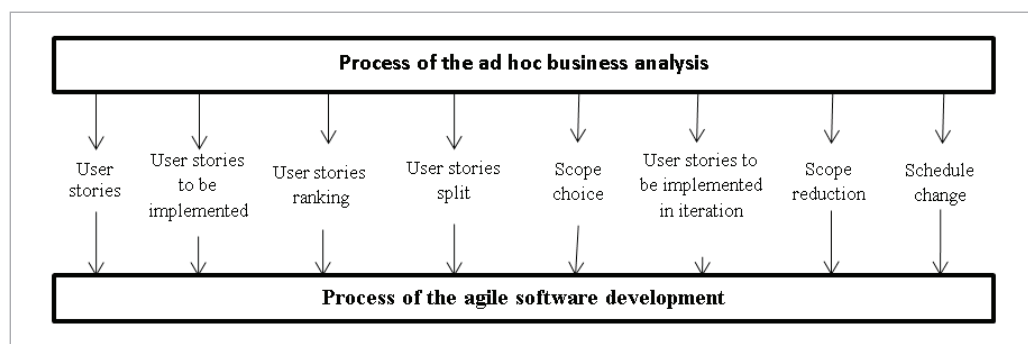 Process of the ad hoc business analysis
User
stories
User stories
to be
implemented
User stories
ranking
User stories
split
Scope
choice
User stories to
be implemented
in iteration
Scope
reduction
Schedule
change
Process of the agile software development